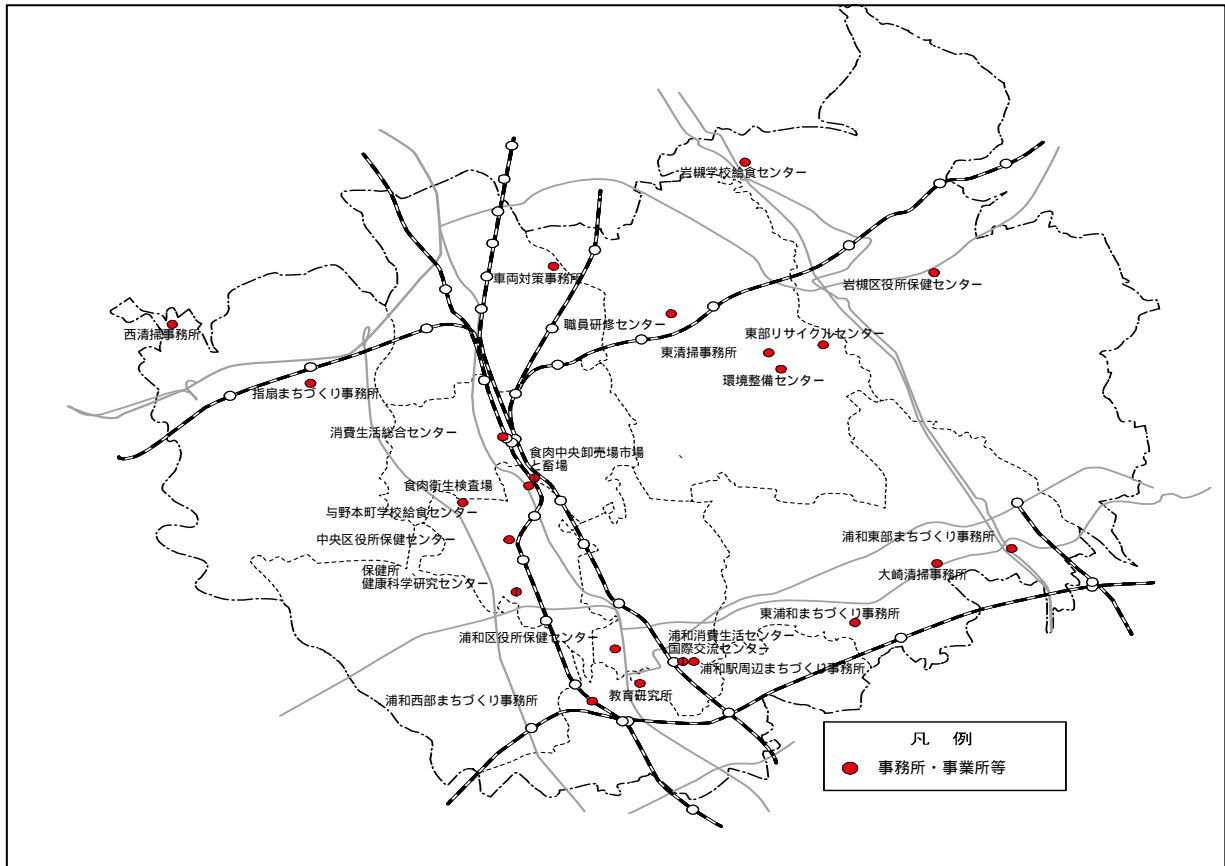 岩槻学校給食センター
車両対策事務所
岩槻区役所保健センター
西清掃事務所
職員研修センター
東部リサイクルセンター
東清掃事務所
環境整備センター
指扇まちづくり事務所
消費生活総合センター
食肉中央卸売場市場
と畜場
食肉衛生検査場
与野本町学校給食センター
中央区役所保健センター
浦和東部まちづくり事務所
保健所
健康科学研究センター
大崎清掃事務所
東浦和まちづくり事務所
浦和区役所保健センター
浦和消費生活センター
国際交流センター
浦和駅周辺まちづくり事務所
教育研究所
浦和西部まちづくり事務所
凡 例
事務所・事業所等